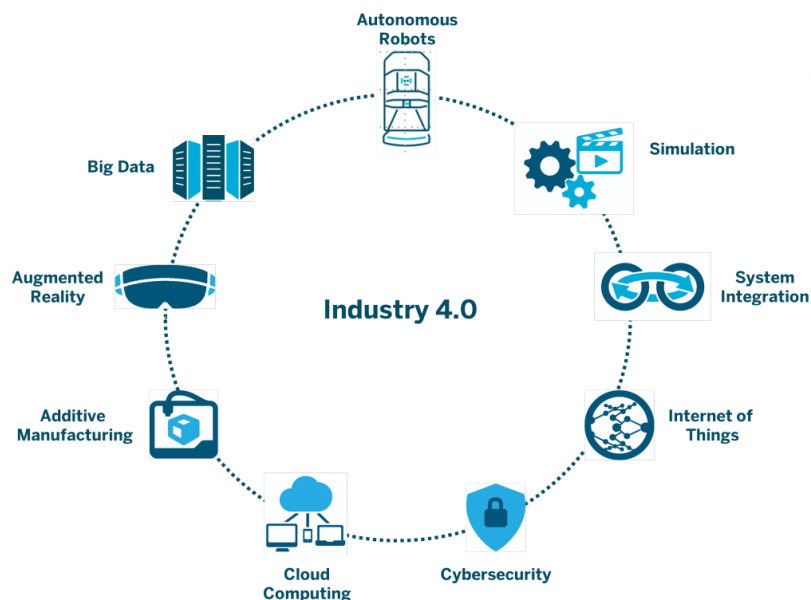 Autonomous
Robots
Simulation
System
Integration
Internet of
Things
Cybersecurity
Cloud
Computing
Additive
Manufacturing
Augmented
Reality
Big Data
Industry 4.0